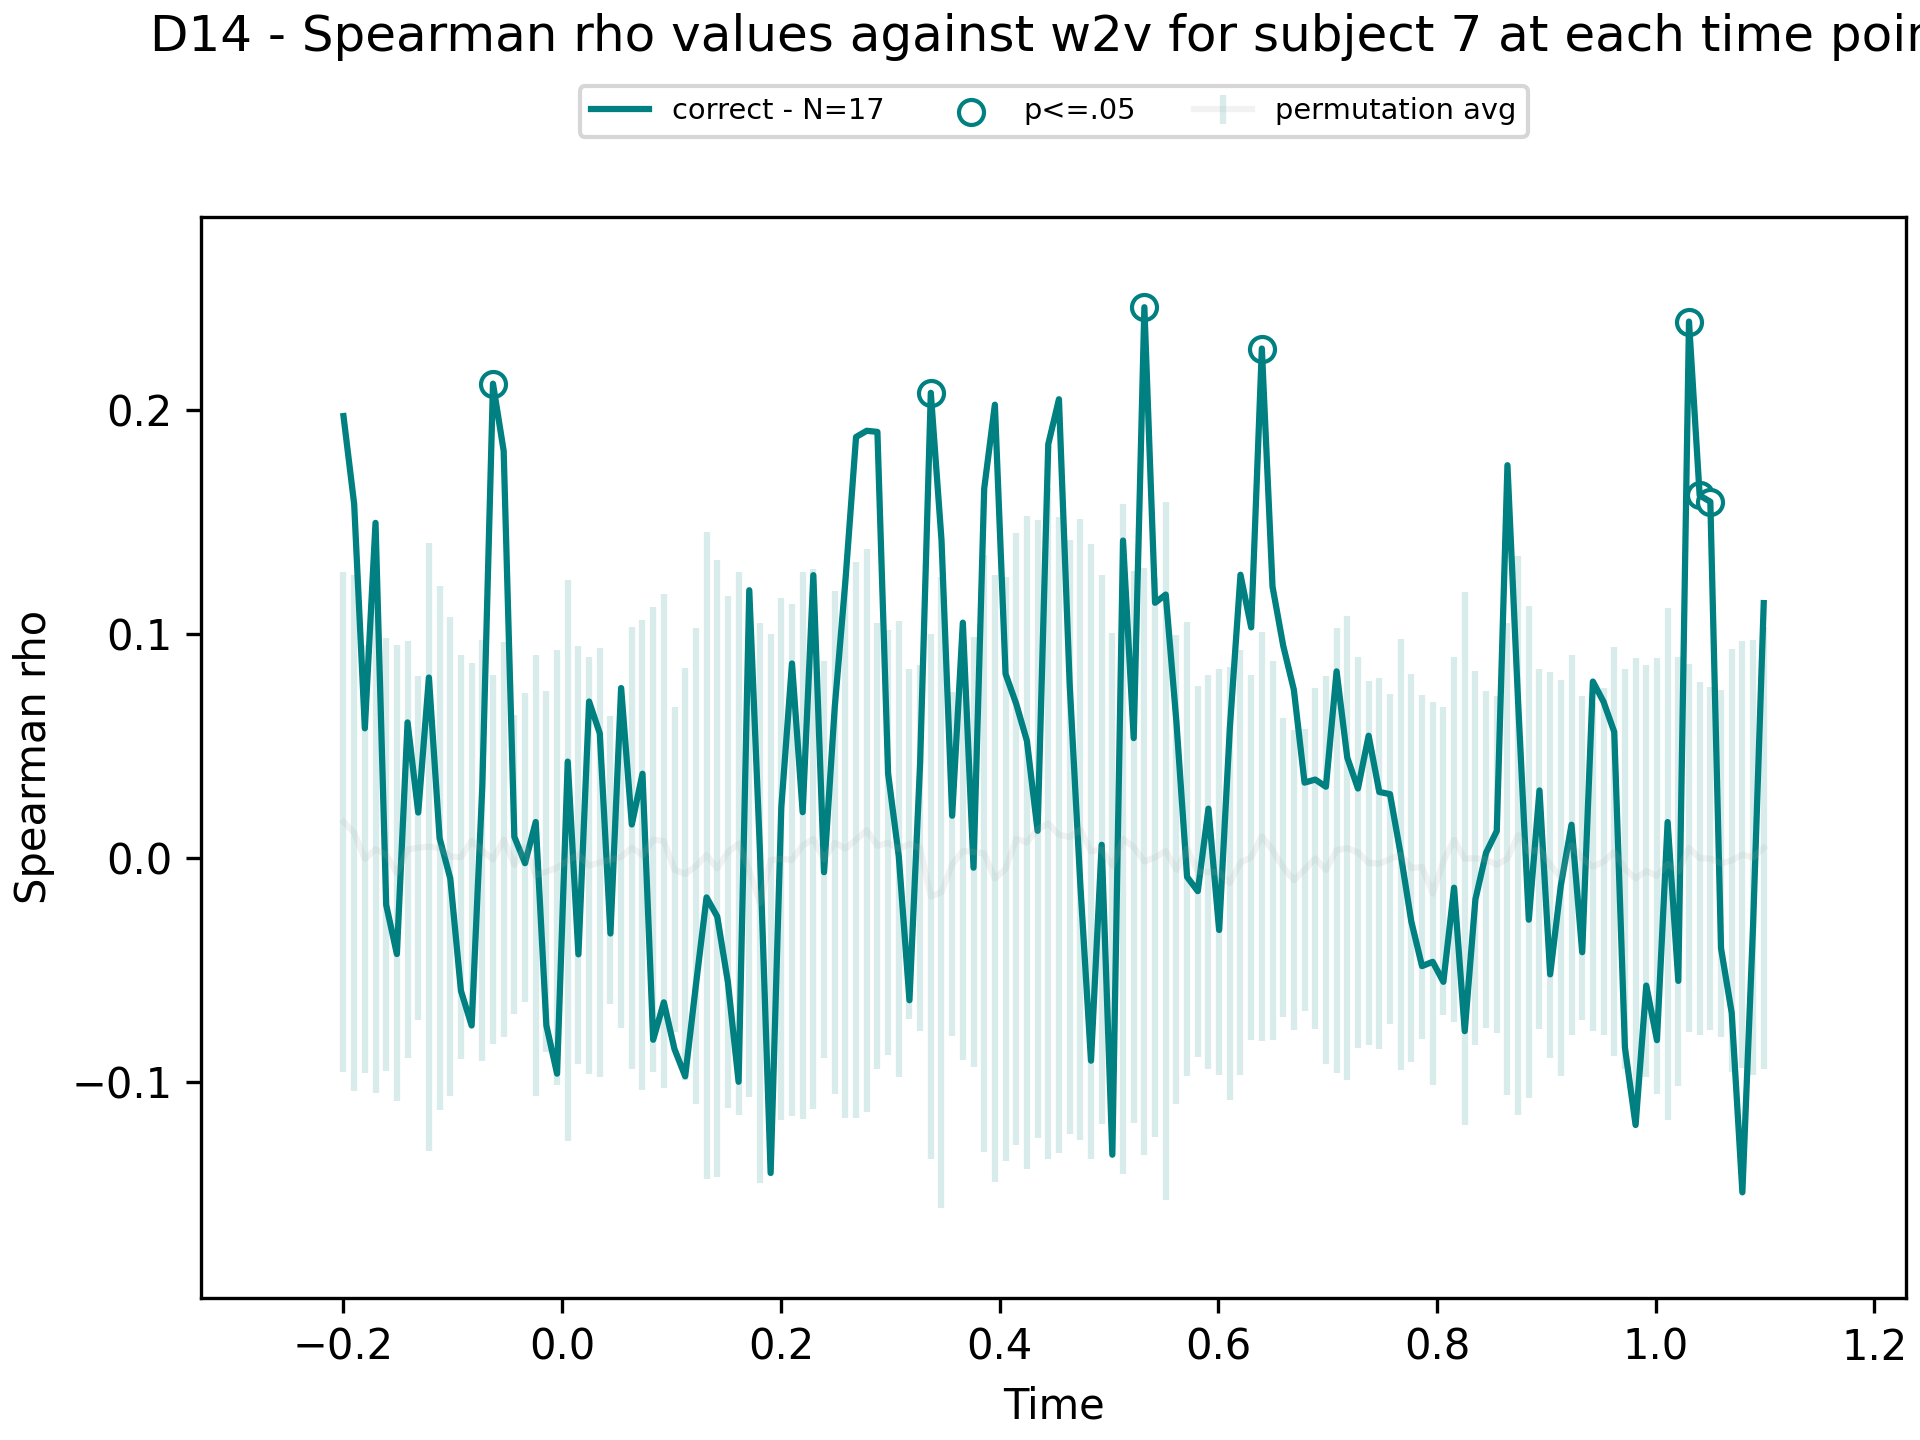 D14 - Spearman rho values against w2v for subject 7 at each time
correct - N=17
p<=.05
permutation avg
Spearman rho
0.2
0.1
0.0
−0.1
−0.2
0.0
0.2
0.4
0.6
0.8
1.0
1.2
Time